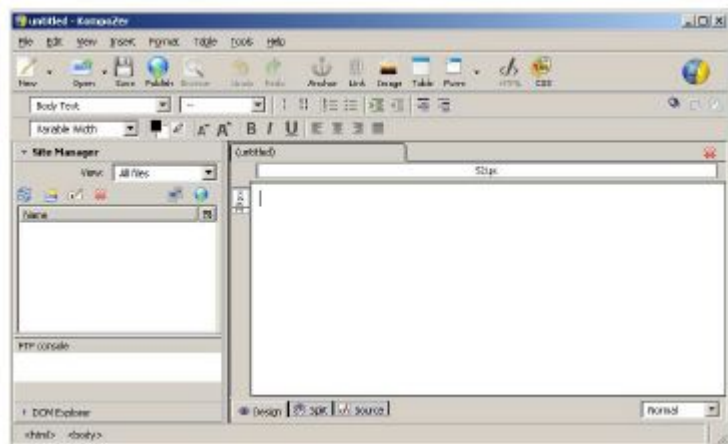 untitled - KompoZer
File Edit View Insert Format Table Tools Help
New Open Save Publish Browse Undo Redo Anchor Link Image Table Form HTML CSS
Body Text
Variable Width B I U
Site Manager (untitled)
View: All files
Name
FTP console
DOM Explorer Design Split Source Normal
<html> <body>